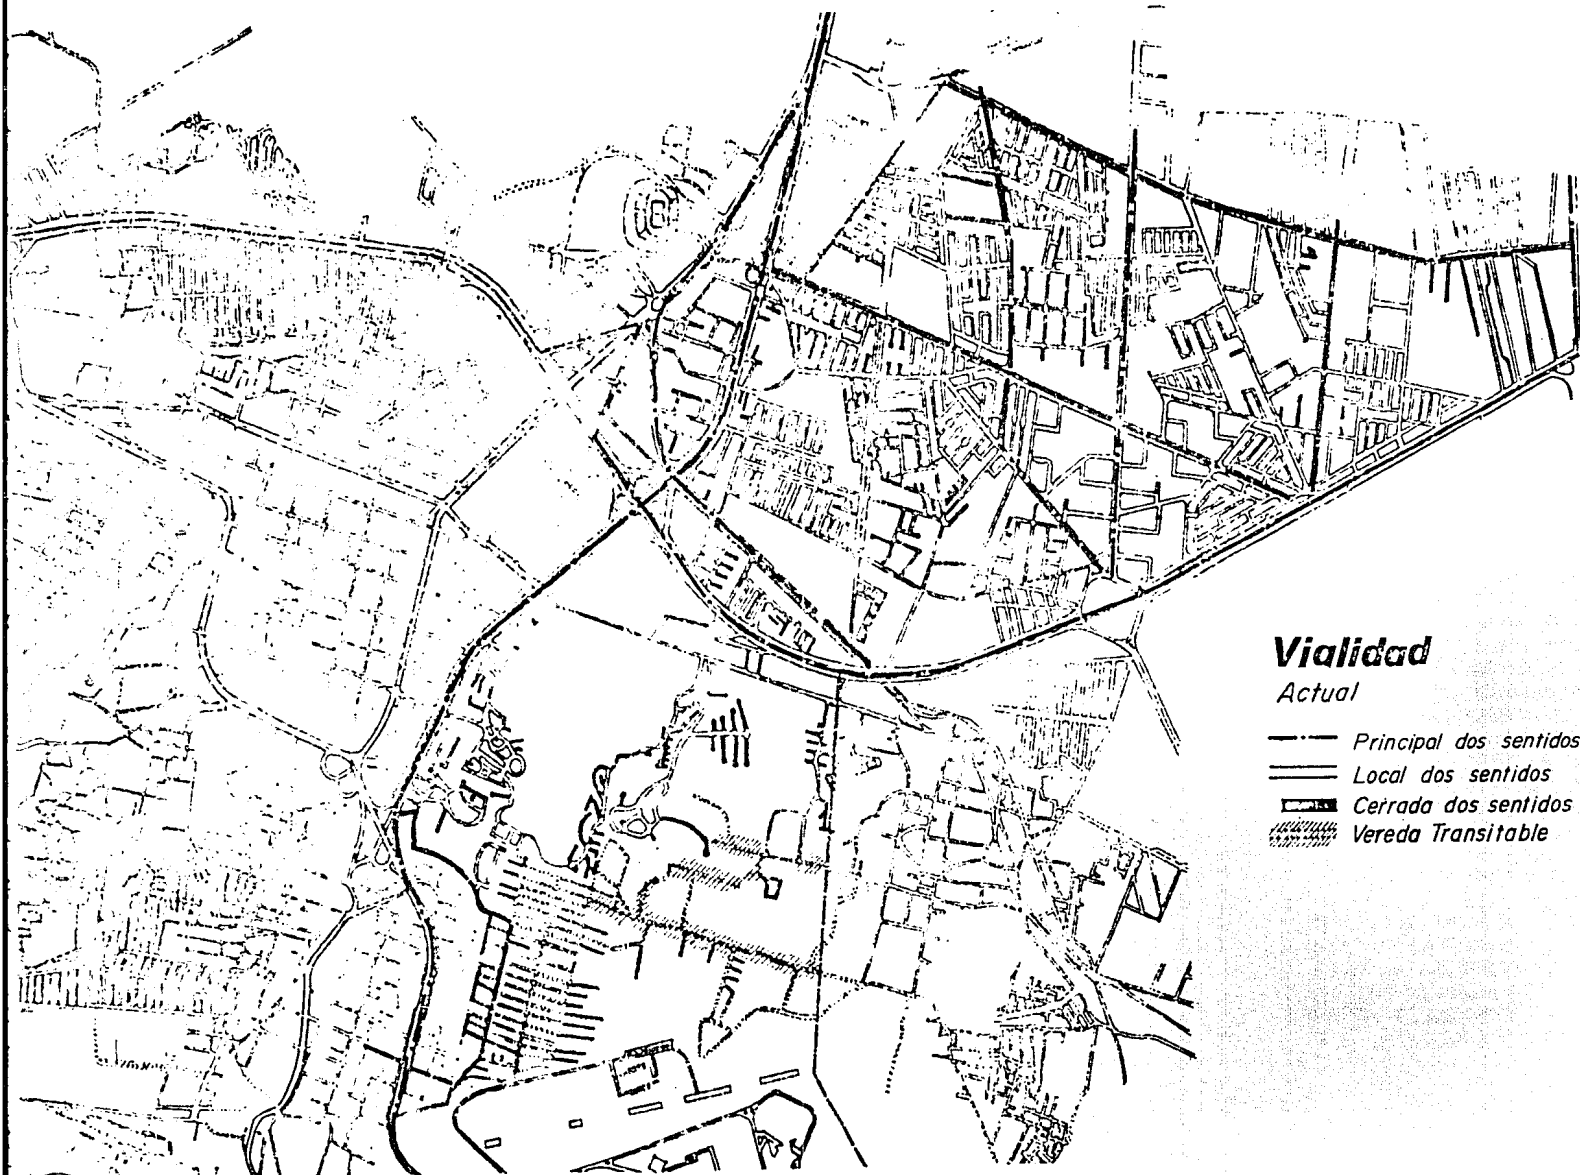 Vialidad
Actual
Principal dos sentidos
Local dos sentidos
Cerrada dos sentidos
Vereda Transitable